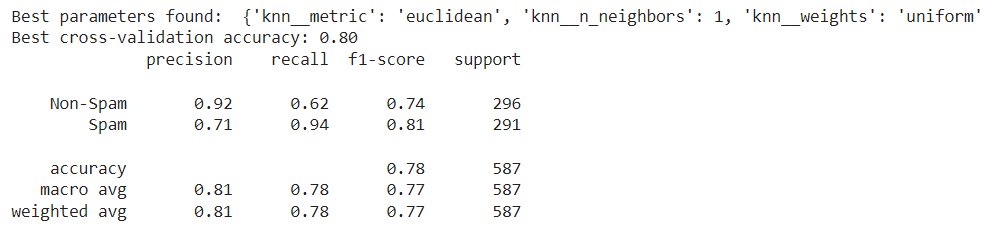 Best parameters found:  {'knn__metric': 'euclidean', 'knn__n_neighbors': 1, 'knn__weights': 'uniform'
Best cross-validation accuracy: 0.80
              precision    recall  f1-score   support

    Non-Spam       0.92      0.62      0.74       296
        Spam       0.71      0.94      0.81       291

    accuracy                           0.78       587
   macro avg       0.81      0.78      0.77       587
weighted avg       0.81      0.78      0.77       587